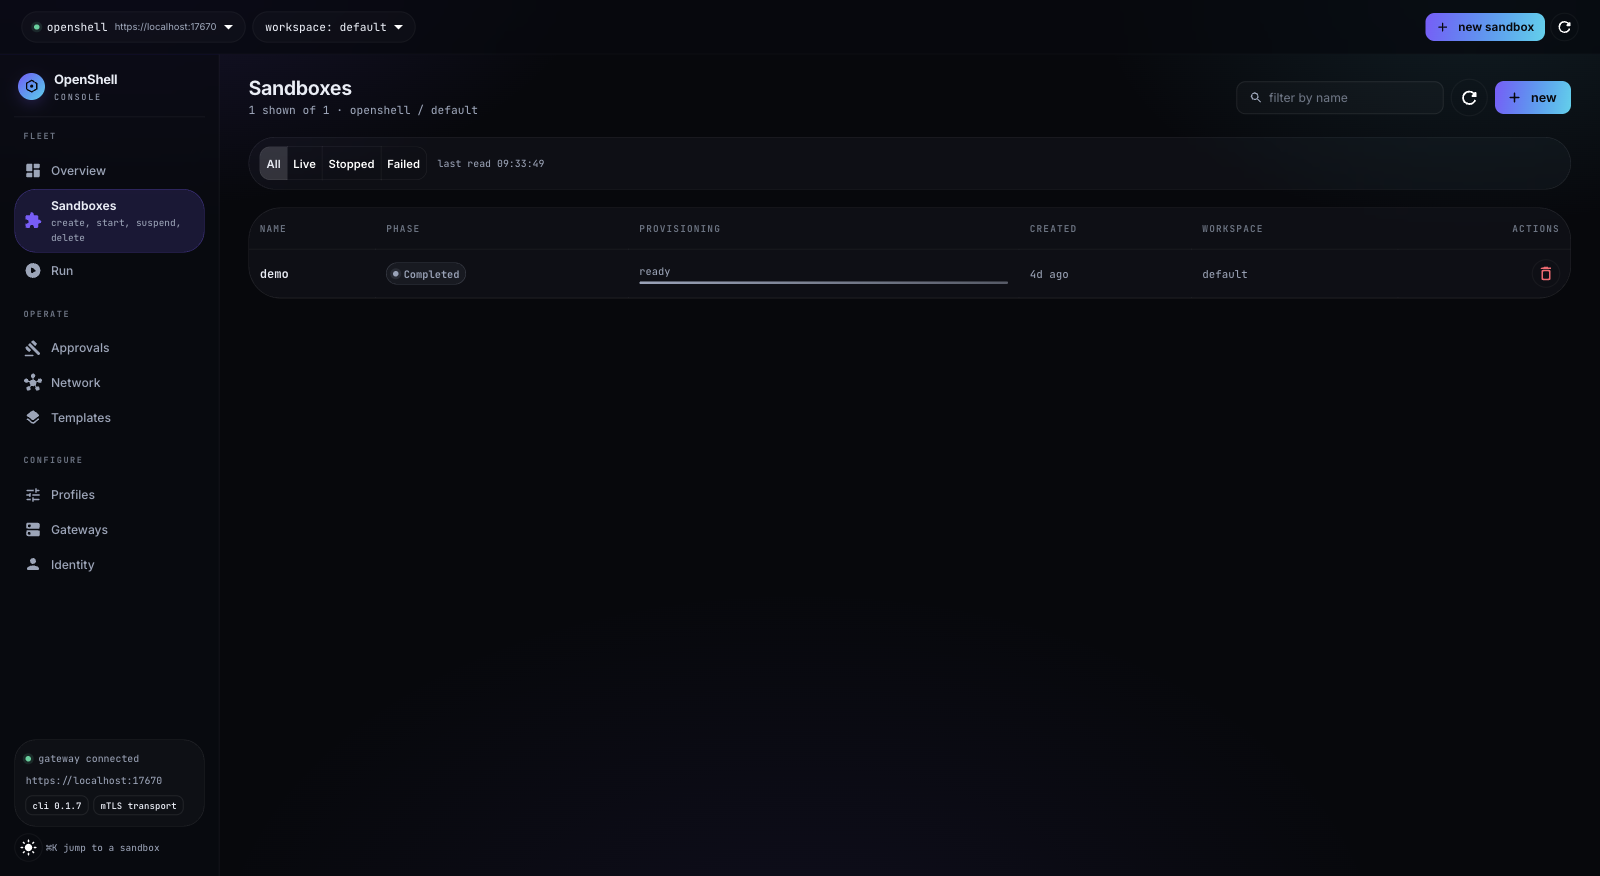 openshell https://localhost:17670
workspace: default
new sandbox
OpenShell
CONSOLE
FLEET
Overview
Sandboxes
create, start, suspend,
delete
Run
OPERATE
Approvals
Network
Templates
CONFIGURE
Profiles
Gateways
Identity
gateway connected
https://localhost:17670
cli 0.1.7 mTLS transport
⌘K jump to a sandbox
Sandboxes
1 shown of 1 · openshell / default
filter by name
new
All Live Stopped Failed last read 09:33:49
NAME PHASE PROVISIONING CREATED WORKSPACE ACTIONS
demo Completed ready 4d ago default